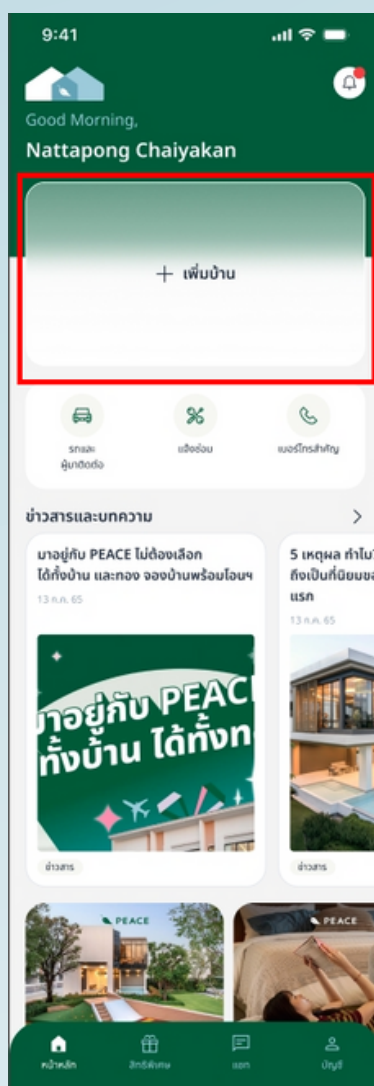 9:41
Good Morning,
Nattapong Chaiyakan
+ เพิ่มบ้าน
รถและ
ผู้มาติดต่อ
แจ้งซ่อม
เบอร์โทรสำคัญ
ข่าวสารและบทความ
มาอยู่กับ PEACE ไม่ต้องเลือก
ได้ทั้งบ้าน และทอง จองบ้านพร้อมโอนฯ
13 ก.ค. 65
5 เหตุผล ทำไม
ถึงเป็นที่นิยมขอ
แรก
13 ก.ค. 65
มาอยู่กับ PEAC
ทั้งบ้าน ได้ทั้งท
ข่าวสาร
ข่าวสาร
PEACE
PEACE
หน้าหลัก
สิทธิพิเศษ
แชท
บัญชี